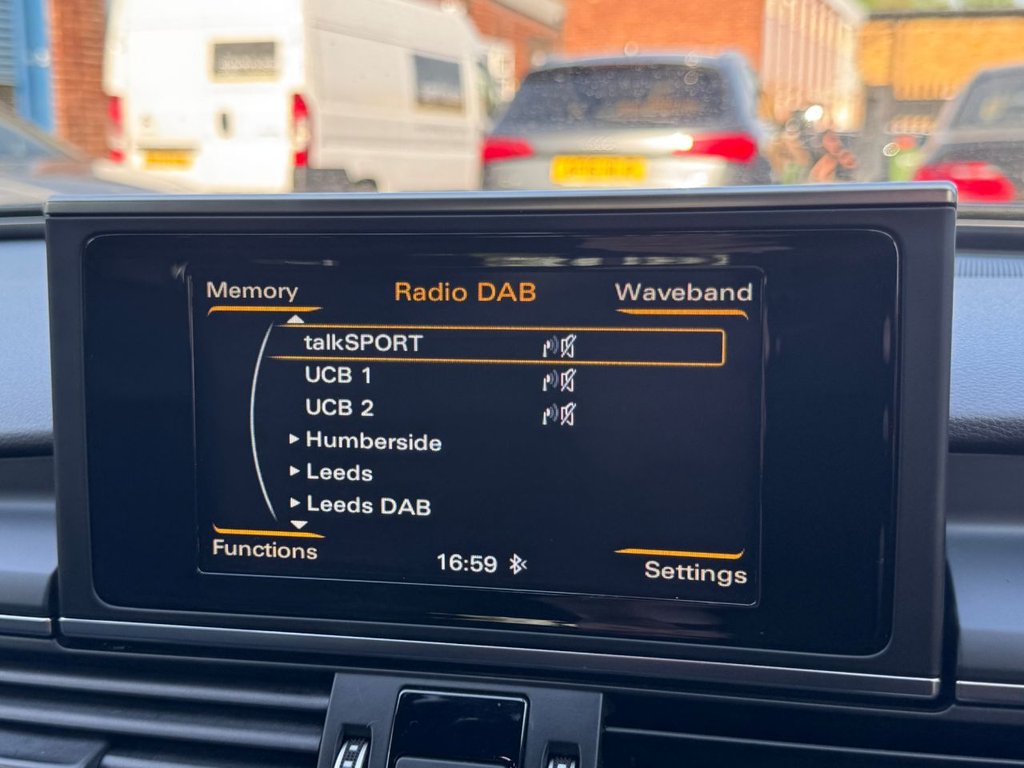 Memory Radio DAB Waveband
talkSPORT
UCB 1
UCB 2
Humberside
Leeds
Leeds DAB
Functions 16:59 Settings